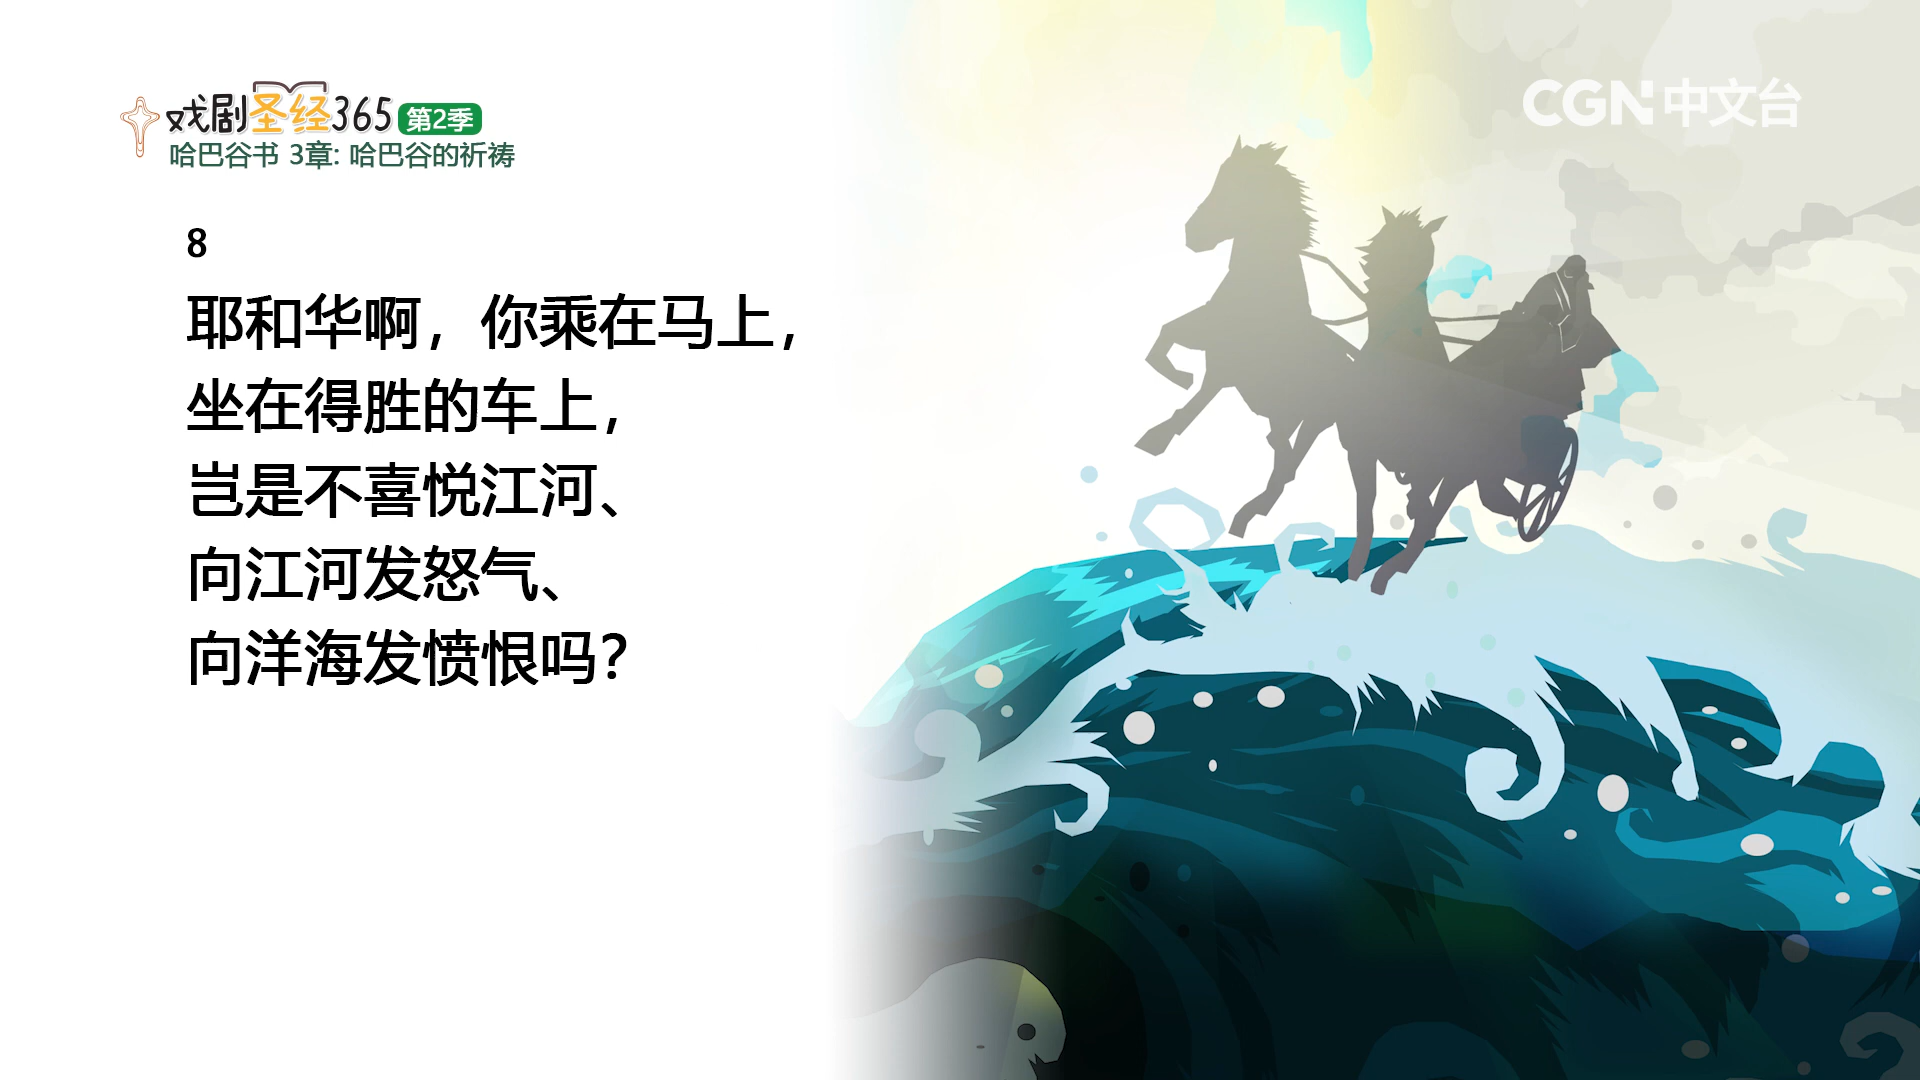 戏剧圣经365 第2季
哈巴谷书 3章: 哈巴谷的祈祷
CGN中文台
8
耶和华啊，你乘在马上，
坐在得胜的车上，
岂是不喜悦江河、
向江河发怒气、
向洋海发愤恨吗？